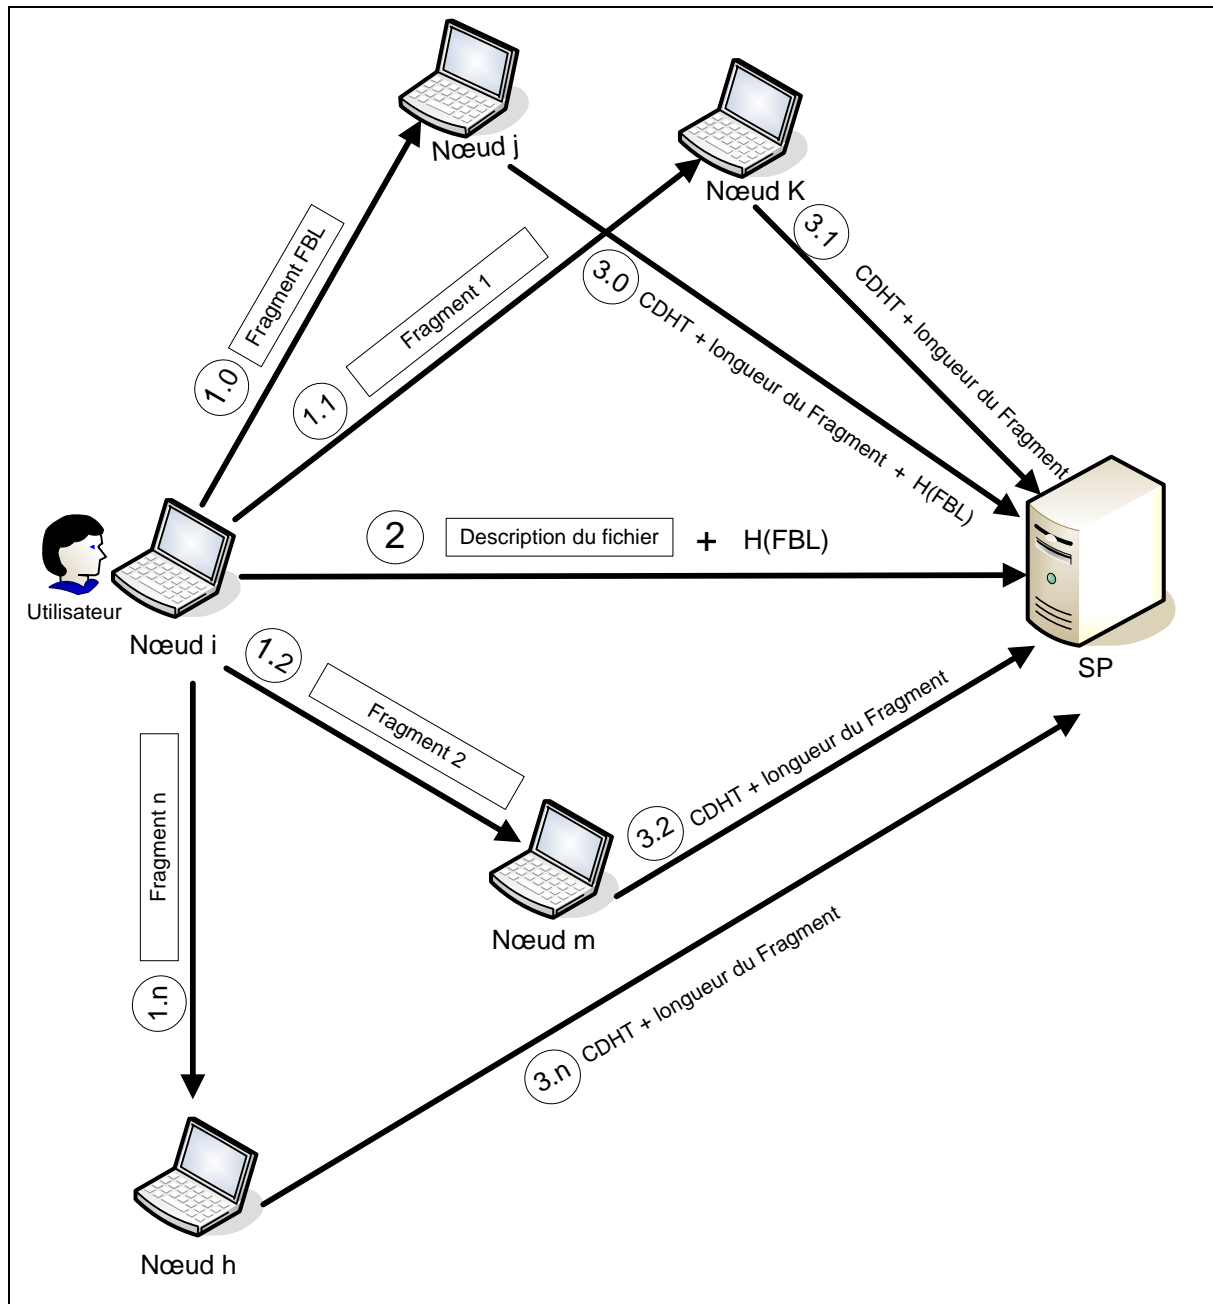 Nœud j
Nœud K
1.0
Fragment FBL
1.1
Fragment 1
3.0
CDHT + longueur du Fragment + H(FBL)
3.1
CDHT + longueur du Fragment
2
Description du fichier + H(FBL)
Utilisateur
Nœud i
SP
1.2
Fragment 2
Nœud m
3.2
CDHT + longueur du Fragment
Fragment n
1.n
3.n
CDHT + longueur du Fragment
Nœud h